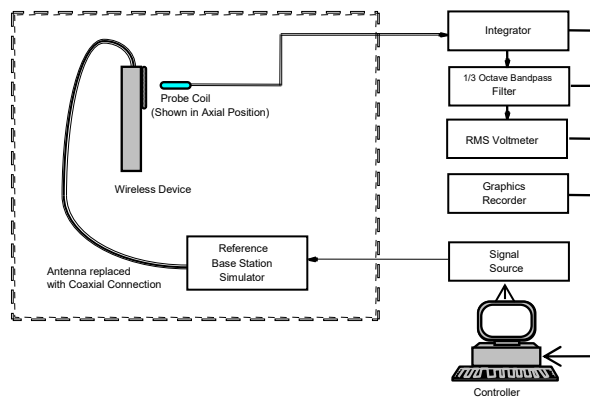 Integrator
1/3 Octave Bandpass
Filter
RMS Voltmeter
Graphics
Recorder
Signal
Source
Controller
Probe Coil
(Shown in Axial Position)
Wireless Device
Reference
Base Station
Simulator
Antenna replaced
with Coaxial Connection